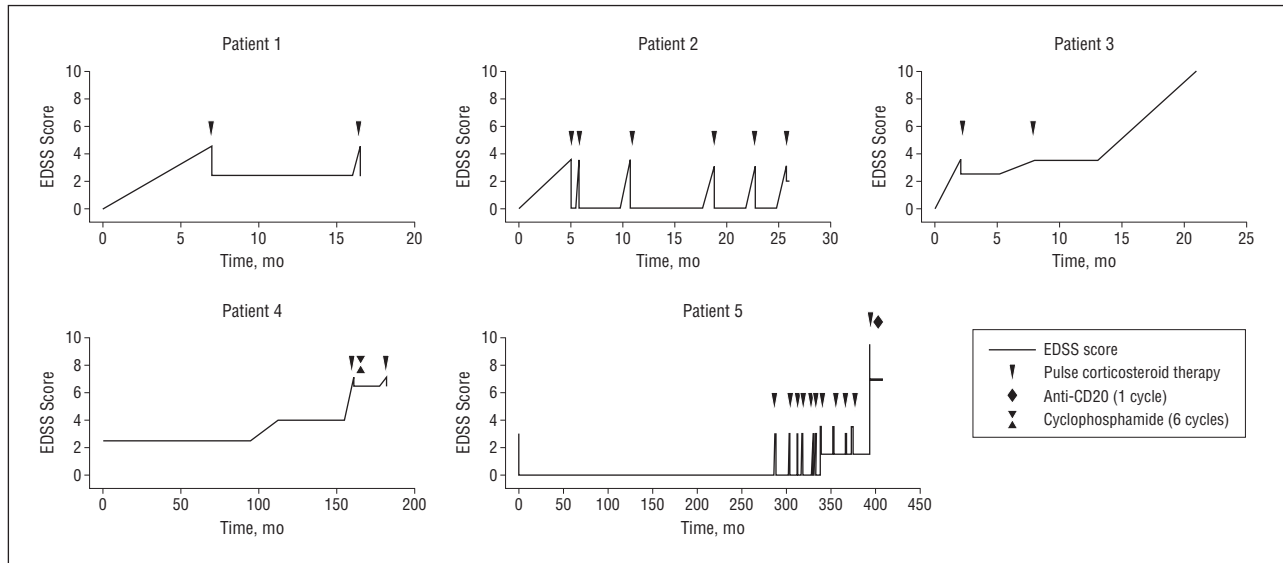 Patient 1
10
8
6
4
2
0
EDSS Score
0 5 10 15 20
Time, mo
Patient 2
10
8
6
4
2
0
EDSS Score
0 5 10 15 20 25 30
Time, mo
Patient 3
10
8
6
4
2
0
EDSS Score
0 5 10 15 20 25
Time, mo
Patient 4
10
8
6
4
2
0
EDSS Score
0 50 100 150 200
Time, mo
Patient 5
10
8
6
4
2
0
EDSS Score
0 50 100 150 200 250 300 350 400 450
Time, mo
EDSS score
Pulse corticosteroid therapy
Anti-CD20 (1 cycle)
Cyclophosphamide (6 cycles)